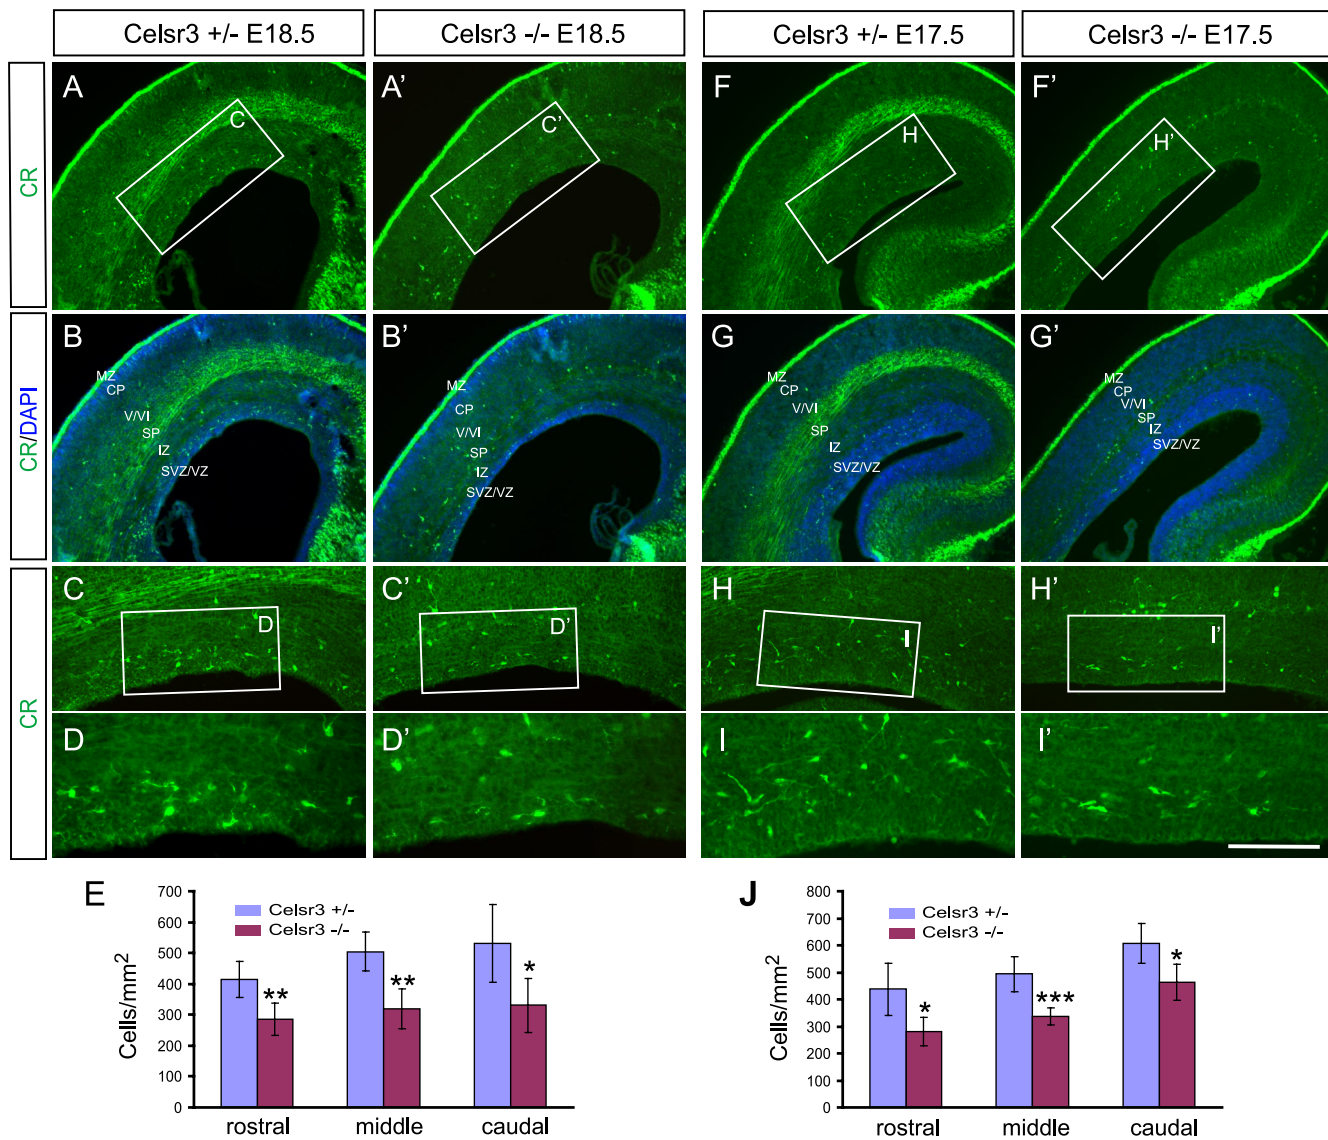 Celsr3 +/- E18.5
Celsr3 -/- E18.5
Celsr3 +/- E17.5
Celsr3 -/- E17.5
CR
A
C
A'
C'
F
H
F'
H'
CR/DAPI
B
MZ
CP
V/VI
SP
IZ
SVZ/VZ
B'
MZ
CP
V/VI
SP
IZ
SVZ/VZ
G
MZ
CP
V/VI
SP
IZ
SVZ/VZ
G'
MZ
CP
V/VI
SP
IZ
SVZ/VZ
CR
C
D
C'
D'
H
I
H'
I'
D
D'
I
I'
E
Cells/mm2
700
600
500
400
300
200
100
0
Celsr3 +/-
Celsr3 -/-
**
**
*
rostral middle caudal
J
Cells/mm2
800
700
600
500
400
300
200
100
0
Celsr3 +/-
Celsr3 -/-
*
***
*
rostral middle caudal